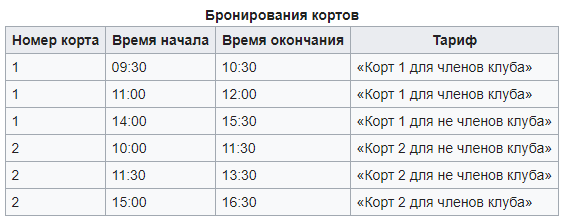 Бронирования кортов
Номер корта Время начала Время окончания Тариф
1 09:30 10:30 «Корт 1 для членов клуба»
1 11:00 12:00 «Корт 1 для членов клуба»
1 14:00 15:30 «Корт 1 для не членов клуба»
2 10:00 11:30 «Корт 2 для не членов клуба»
2 11:30 13:30 «Корт 2 для не членов клуба»
2 15:00 16:30 «Корт 2 для членов клуба»